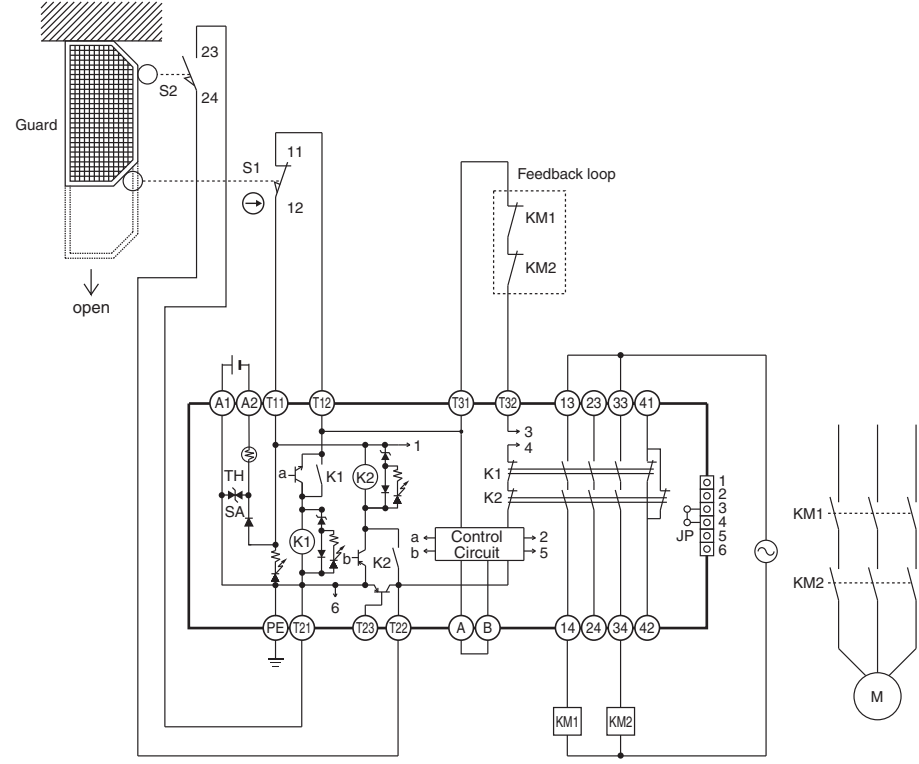 23
S2
24
Guard
11
S1
12
Feedback loop
KM1
KM2
open
A1 A2 T11 T12 T31 T32 13 23 33 41
3
1
4
a K1 K2
K1
TH
SA
K2
1
2
3
4
5
6
JP
K1
b K2
a Control 2
b Circuit 5
6
PE T21 T23 T22 A B 14 24 34 42
KM1 KM2
KM1
KM2
M